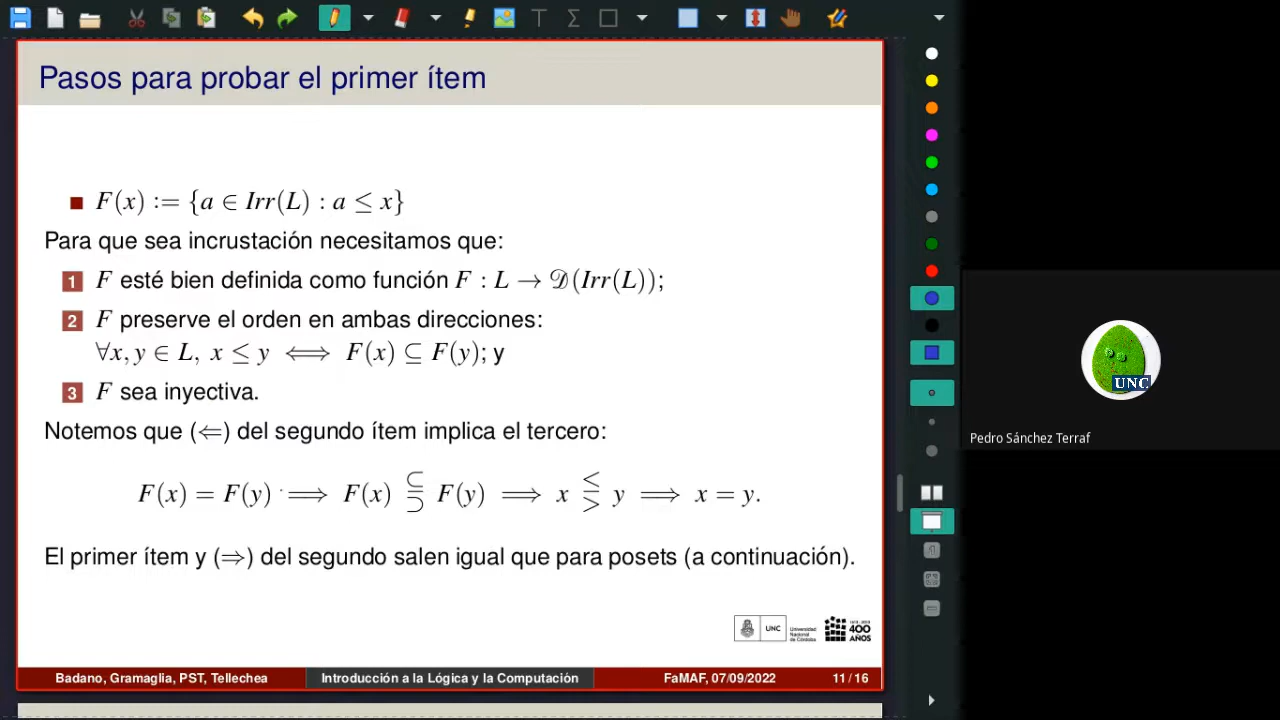 Pasos para probar el primer ítem
F(x) := {a ∈ Irr(L) : a ≤ x}
Para que sea incrustación necesitamos que:
1 F esté bien definida como función F : L → 𝒟(Irr(L));
2 F preserve el orden en ambas direcciones:
∀x, y ∈ L, x ≤ y ⟺ F(x) ⊆ F(y); y
3 F sea inyectiva.
Notemos que (⇐) del segundo ítem implica el tercero:
F(x) = F(y) ⟹ F(x) ⊆⊇ F(y) ⟹ x ≤≥ y ⟹ x = y.
El primer ítem y (⇒) del segundo salen igual que para posets (a continuación).
UNC
Universidad Nacional de Córdoba
400 AÑOS
Badano, Gramaglia, PST, Tellechea Introducción a la Lógica y la Computación FaMAF, 07/09/2022 11 / 16
UNC
Pedro Sánchez Terraf